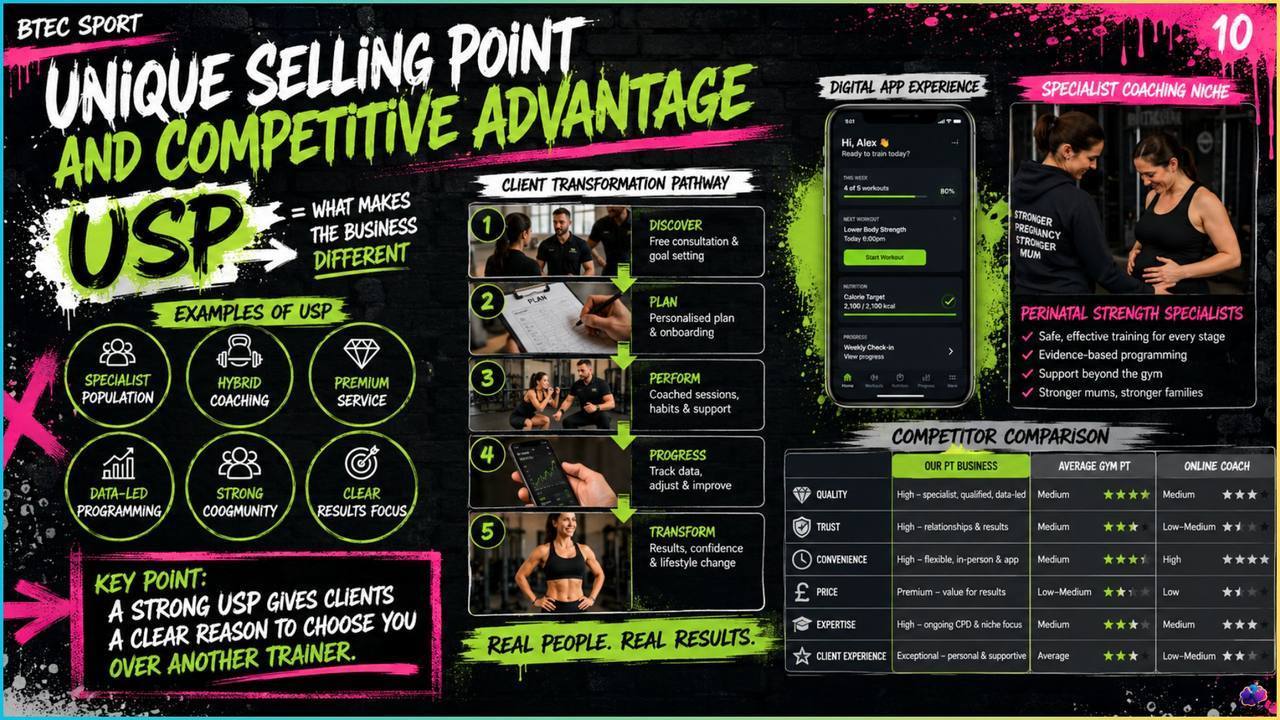 BTEC SPORT
10
UNIQUE SELLING POINT
AND COMPETITIVE ADVANTAGE
USP
= WHAT MAKES
THE BUSINESS
DIFFERENT
EXAMPLES OF USP
SPECIALIST
POPULATION
HYBRID
COACHING
PREMIUM
SERVICE
DATA-LED
PROGRAMMING
STRONG
COOGMUNITY
CLEAR
RESULTS FOCUS
KEY POINT:
A STRONG USP GIVES CLIENTS
A CLEAR REASON TO CHOOSE YOU
OVER ANOTHER TRAINER.
CLIENT TRANSFORMATION PATHWAY
1
DISCOVER
Free consultation &
goal setting
2
PLAN
PLAN
Personalised plan
& onboarding
3
PERFORM
Coached sessions,
habits & support
4
PROGRESS
Track data,
adjust & improve
5
TRANSFORM
Results, confidence
& lifestyle change
REAL PEOPLE. REAL RESULTS.
DIGITAL APP EXPERIENCE
5:01
Hi, Alex 👋
Ready to train today?
THIS WEEK
4 of 5 workouts
80%
NEXT WORKOUT
Lower Body Strength
Today 6:00pm
Start Workout
NUTRITION
Calorie Target
2,100 / 2,100 kcal
PROGRESS
Weekly Check-in
View progress
Home Workouts Nutrition Progress More
SPECIALIST COACHING NICHE
STRONGER
PREGNANCY
STRONGER
MUM
PERINATAL STRENGTH SPECIALISTS
Safe, effective training for every stage
Evidence-based programming
Support beyond the gym
Stronger mums, stronger families
COMPETITOR COMPARISON
OUR PT BUSINESS AVERAGE GYM PT ONLINE COACH
QUALITY High – specialist, qualified, data-led Medium Medium
TRUST High – relationships & results Medium Low–Medium
CONVENIENCE High – flexible, in-person & app Medium High
£ PRICE Premium – value for results Low–Medium Low
EXPERTISE High – ongoing CPD & niche focus Medium Medium
CLIENT EXPERIENCE Exceptional – personal & supportive Average Low–Medium